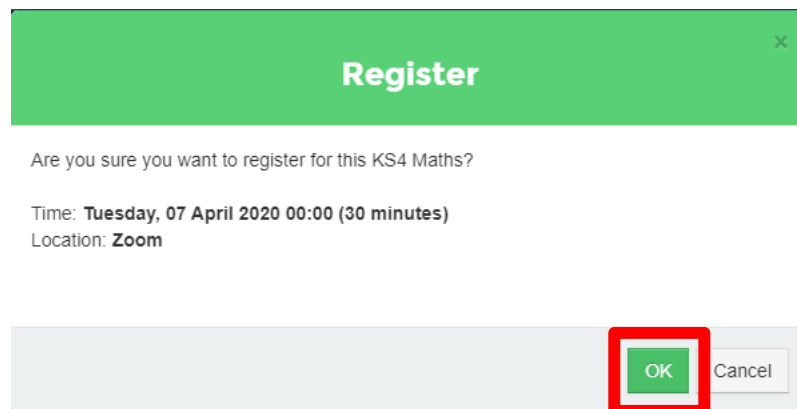 ×
Register
Are you sure you want to register for this KS4 Maths?
Time: Tuesday, 07 April 2020 00:00 (30 minutes)
Location: Zoom
OK
Cancel